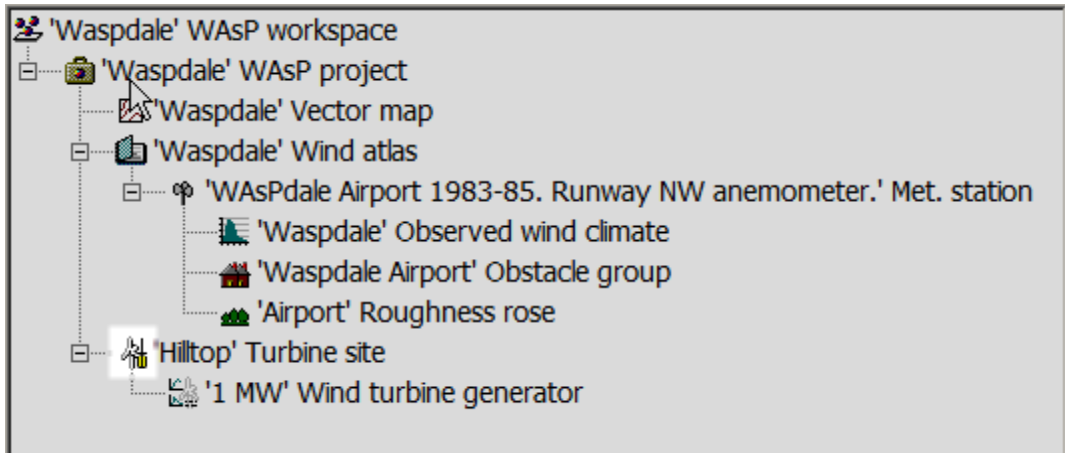 'Waspdale' WAsP workspace
'Waspdale' WAsP project
'Waspdale' Vector map
'Waspdale' Wind atlas
'WAsPdale Airport 1983-85. Runway NW anemometer.' Met. station
'Waspdale' Observed wind climate
'Waspdale Airport' Obstacle group
'Airport' Roughness rose
'Hilltop' Turbine site
'1 MW' Wind turbine generator